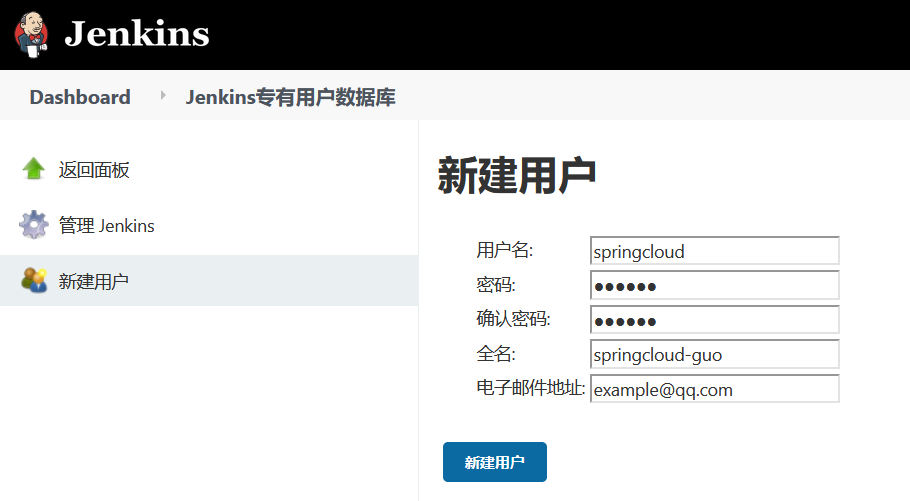 Jenkins
Dashboard Jenkins专有用户数据库
返回面板
管理 Jenkins
新建用户
新建用户
用户名: springcloud
密码: ••••••
确认密码: ••••••
全名: springcloud-guo
电子邮件地址: example@qq.com
新建用户